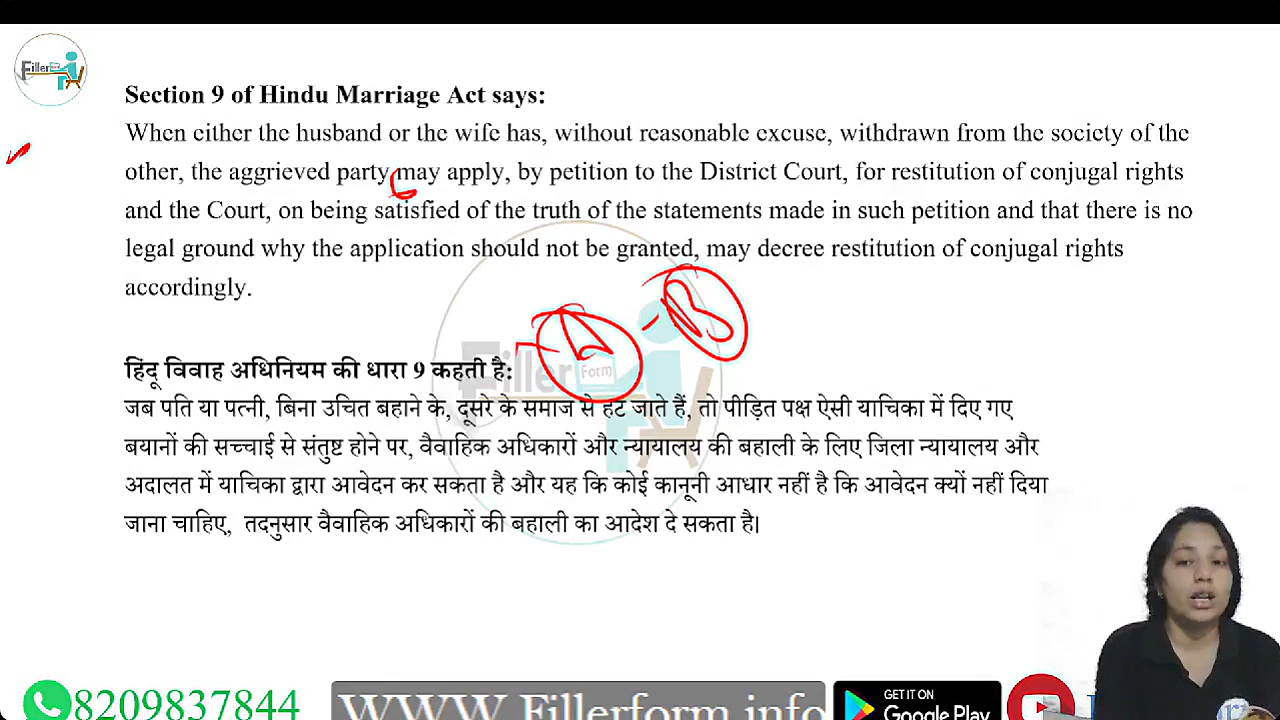 Filler
Section 9 of Hindu Marriage Act says:
When either the husband or the wife has, without reasonable excuse, withdrawn from the society of the
other, the aggrieved party may apply, by petition to the District Court, for restitution of conjugal rights
and the Court, on being satisfied of the truth of the statements made in such petition and that there is no
legal ground why the application should not be granted, may decree restitution of conjugal rights
accordingly.
Filler Form
हिंदू विवाह अधिनियम की धारा 9 कहती है:
जब पति या पत्नी, बिना उचित बहाने के, दूसरे के समाज से हट जाते हैं, तो पीड़ित पक्ष ऐसी याचिका में दिए गए
बयानों की सच्चाई से संतुष्ट होने पर, वैवाहिक अधिकारों और न्यायालय की बहाली के लिए जिला न्यायालय और
अदालत में याचिका द्वारा आवेदन कर सकता है और यह कि कोई कानूनी आधार नहीं है कि आवेदन क्यों नहीं दिया
जाना चाहिए, तदनुसार वैवाहिक अधिकारों की बहाली का आदेश दे सकता है।
8209837844
WWW.Fillerform.info
GET IT ON
Google Play